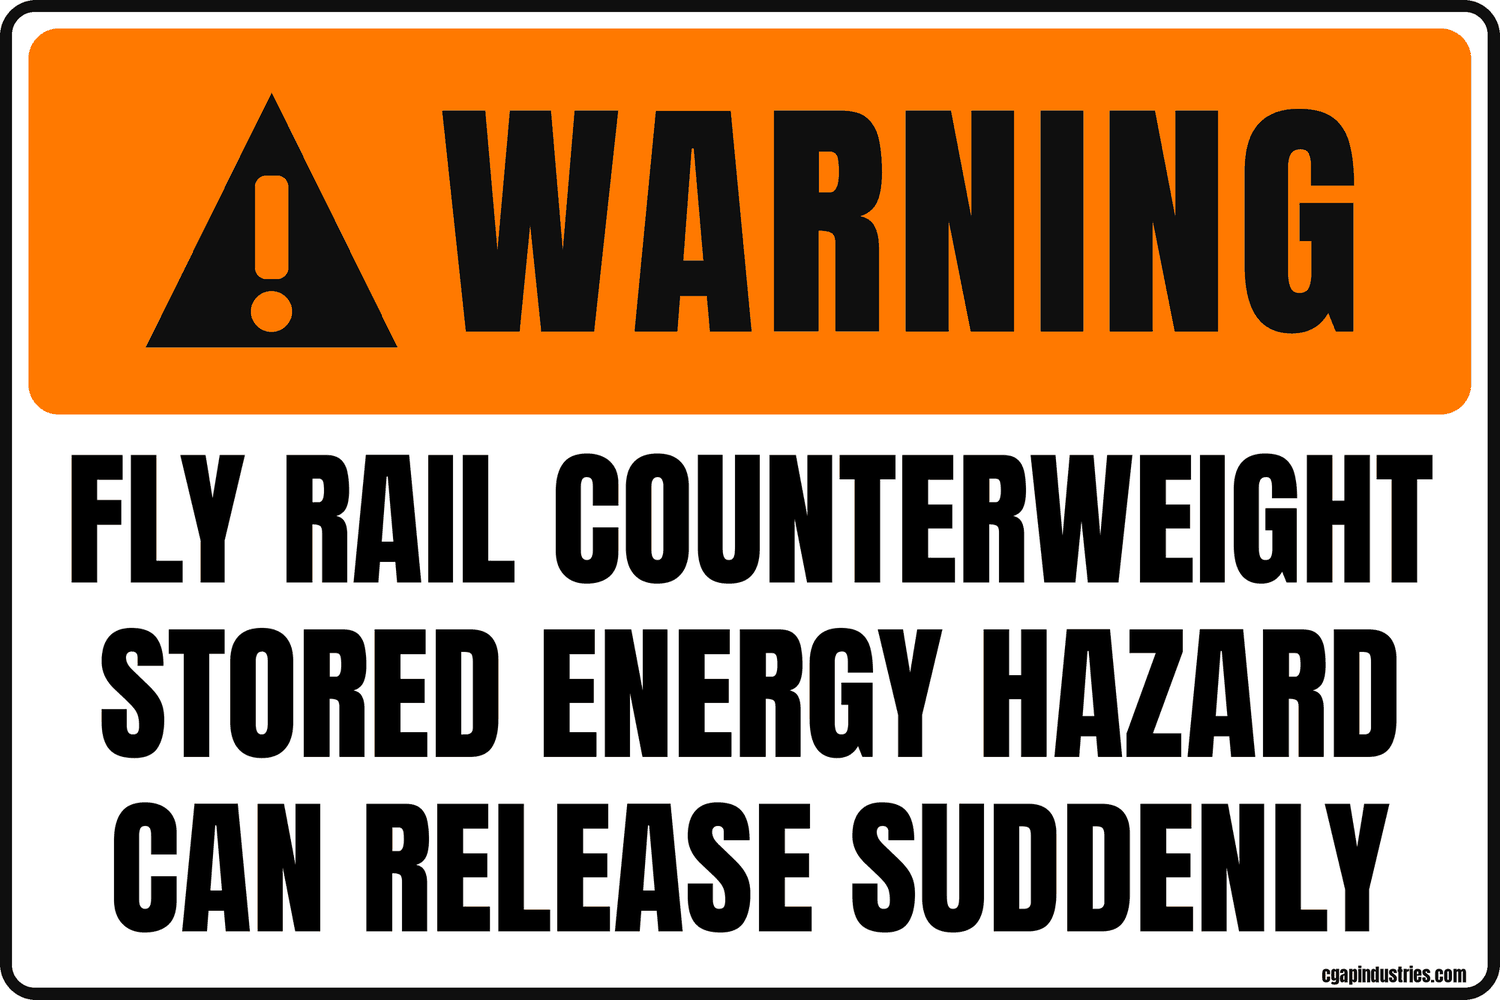 WARNING
FLY RAIL COUNTERWEIGHT
STORED ENERGY HAZARD
CAN RELEASE SUDDENLY
cgapindustries.com